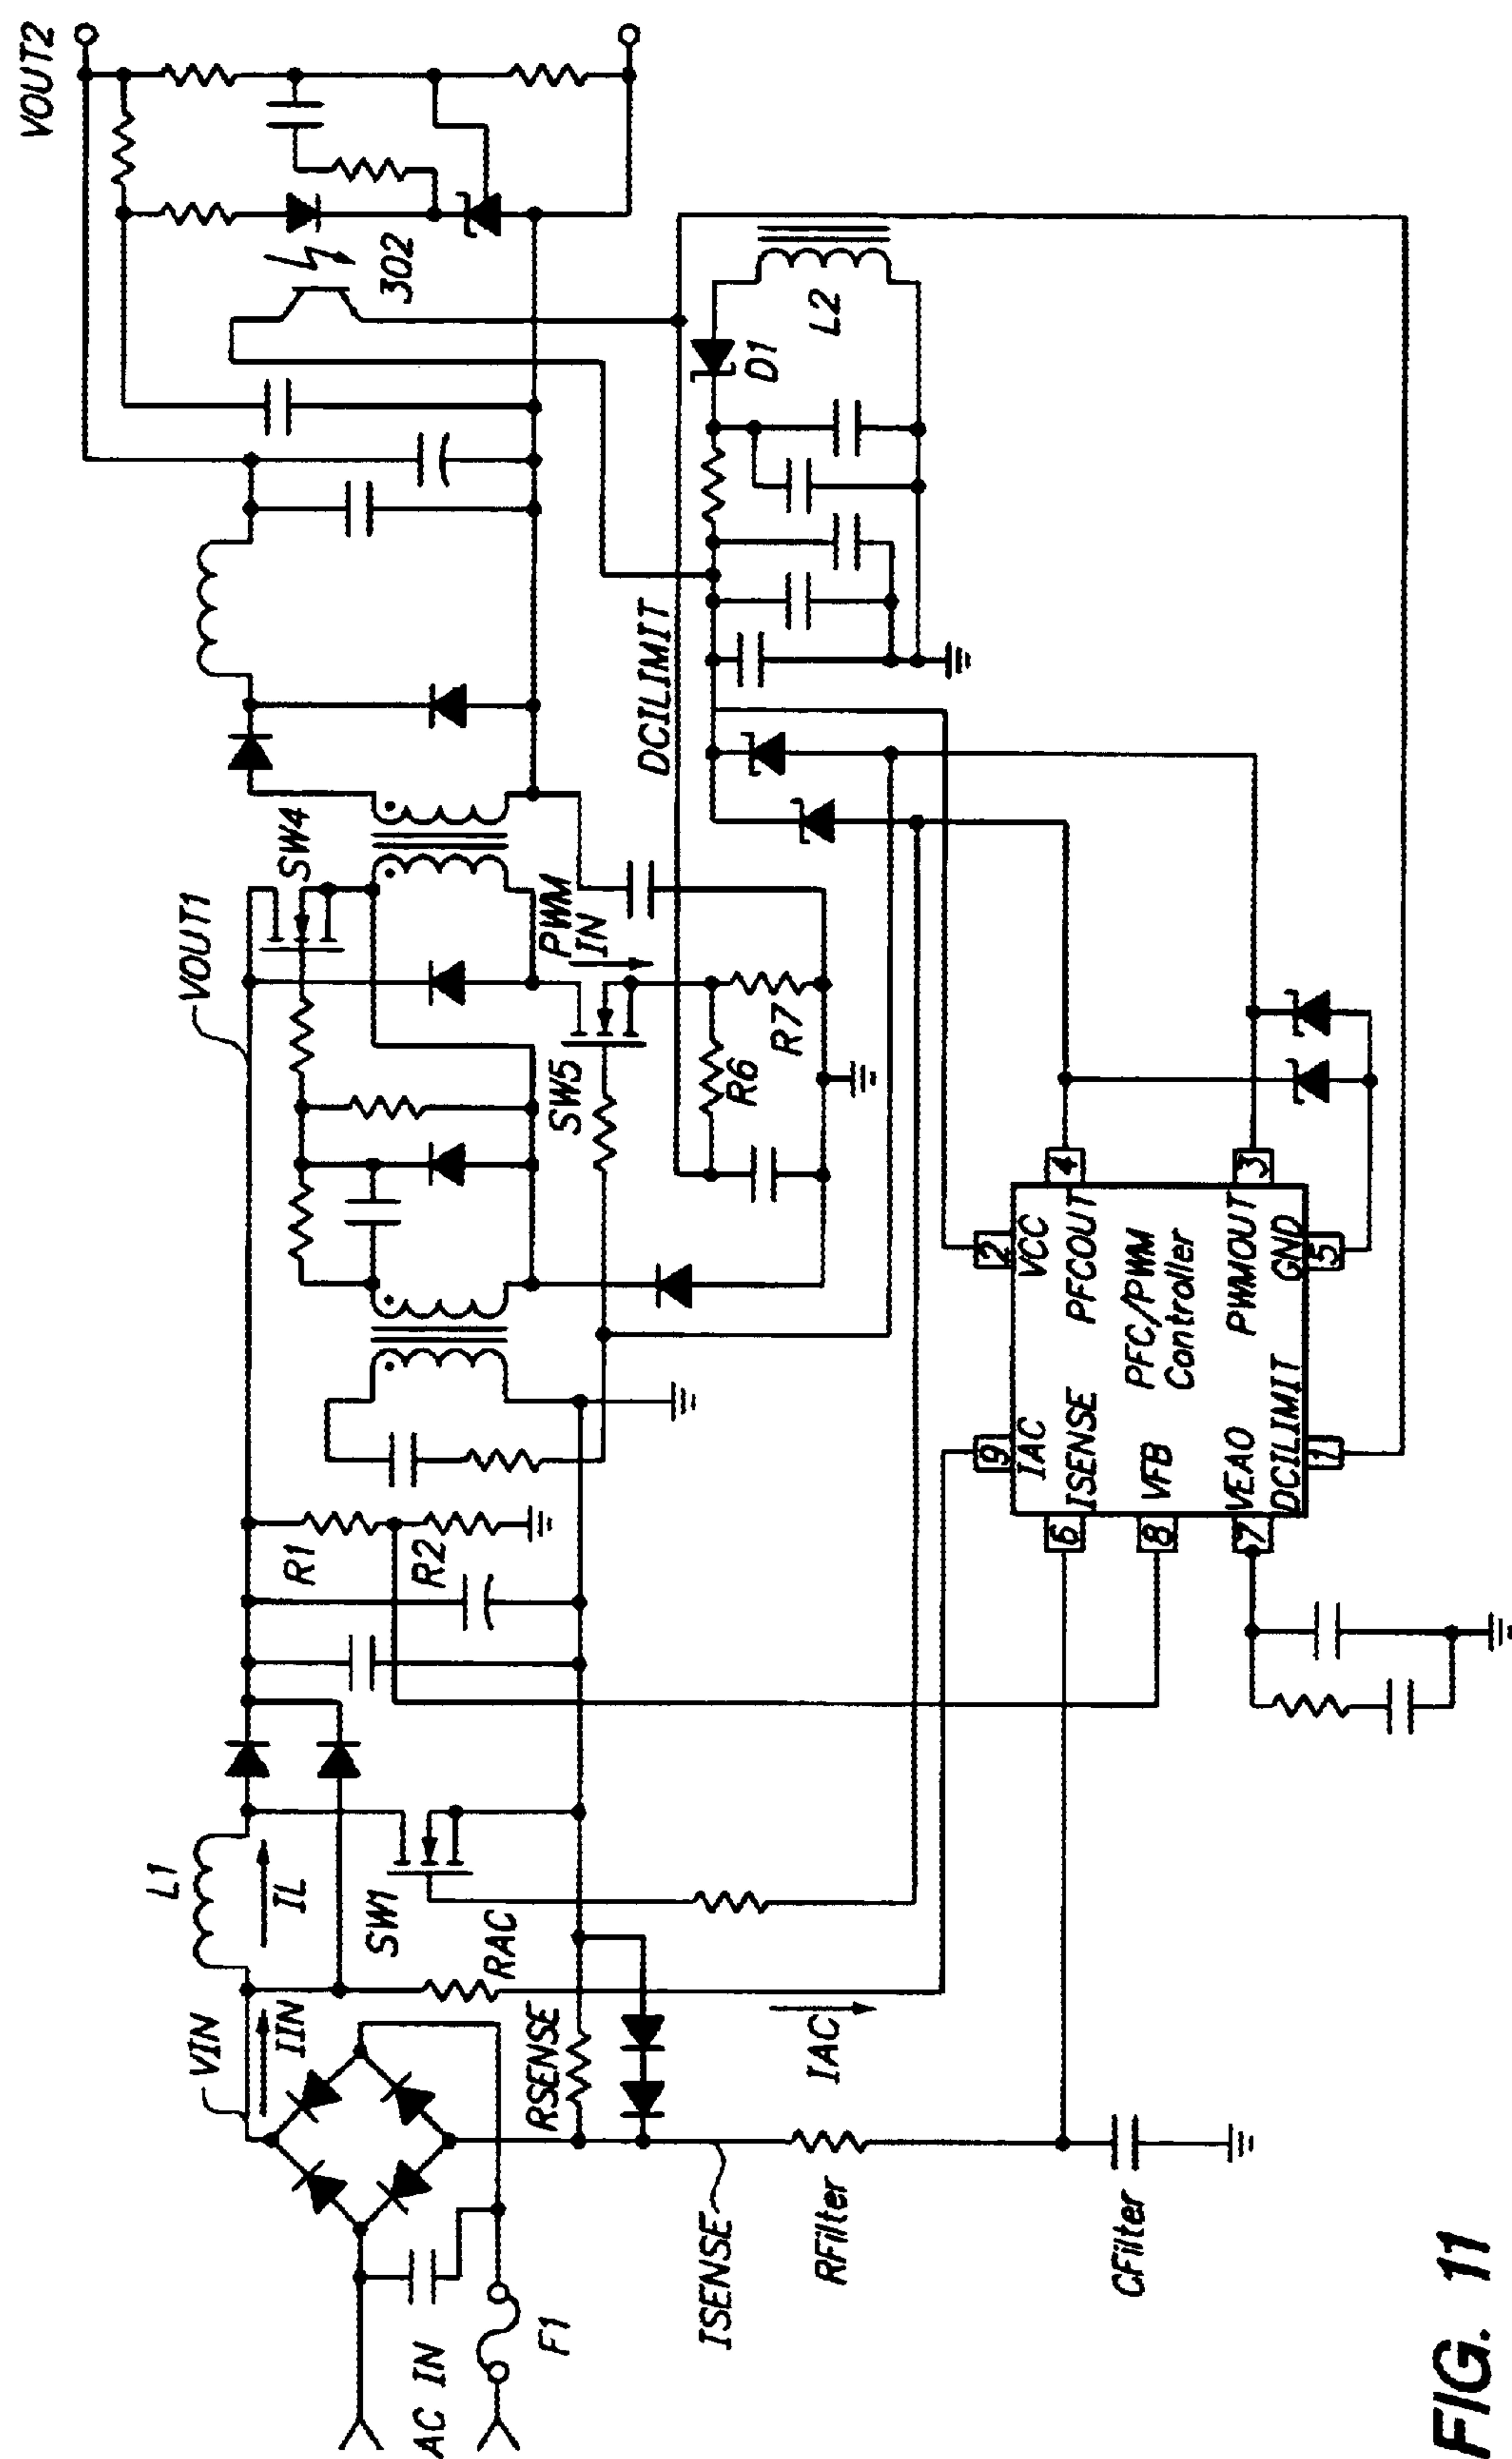 VOUT2
302
VOUT1
SW4
DCILIMIT
D1
L2
PWM
IN
SW5
R6
R7
R1
R2
L1
IL
SW1
RAC
VIN
IIN
RSENSE
IAC
AC IN
F1
ISENSE
RFilter
CFilter
9
IAC
2
VCC
6
ISENSE
4
PFCOUT
8
VFB
PFC/PWM
Controller
7
VEAO
3
PWMOUT
1
DCILIMIT
5
GND
FIG. 11